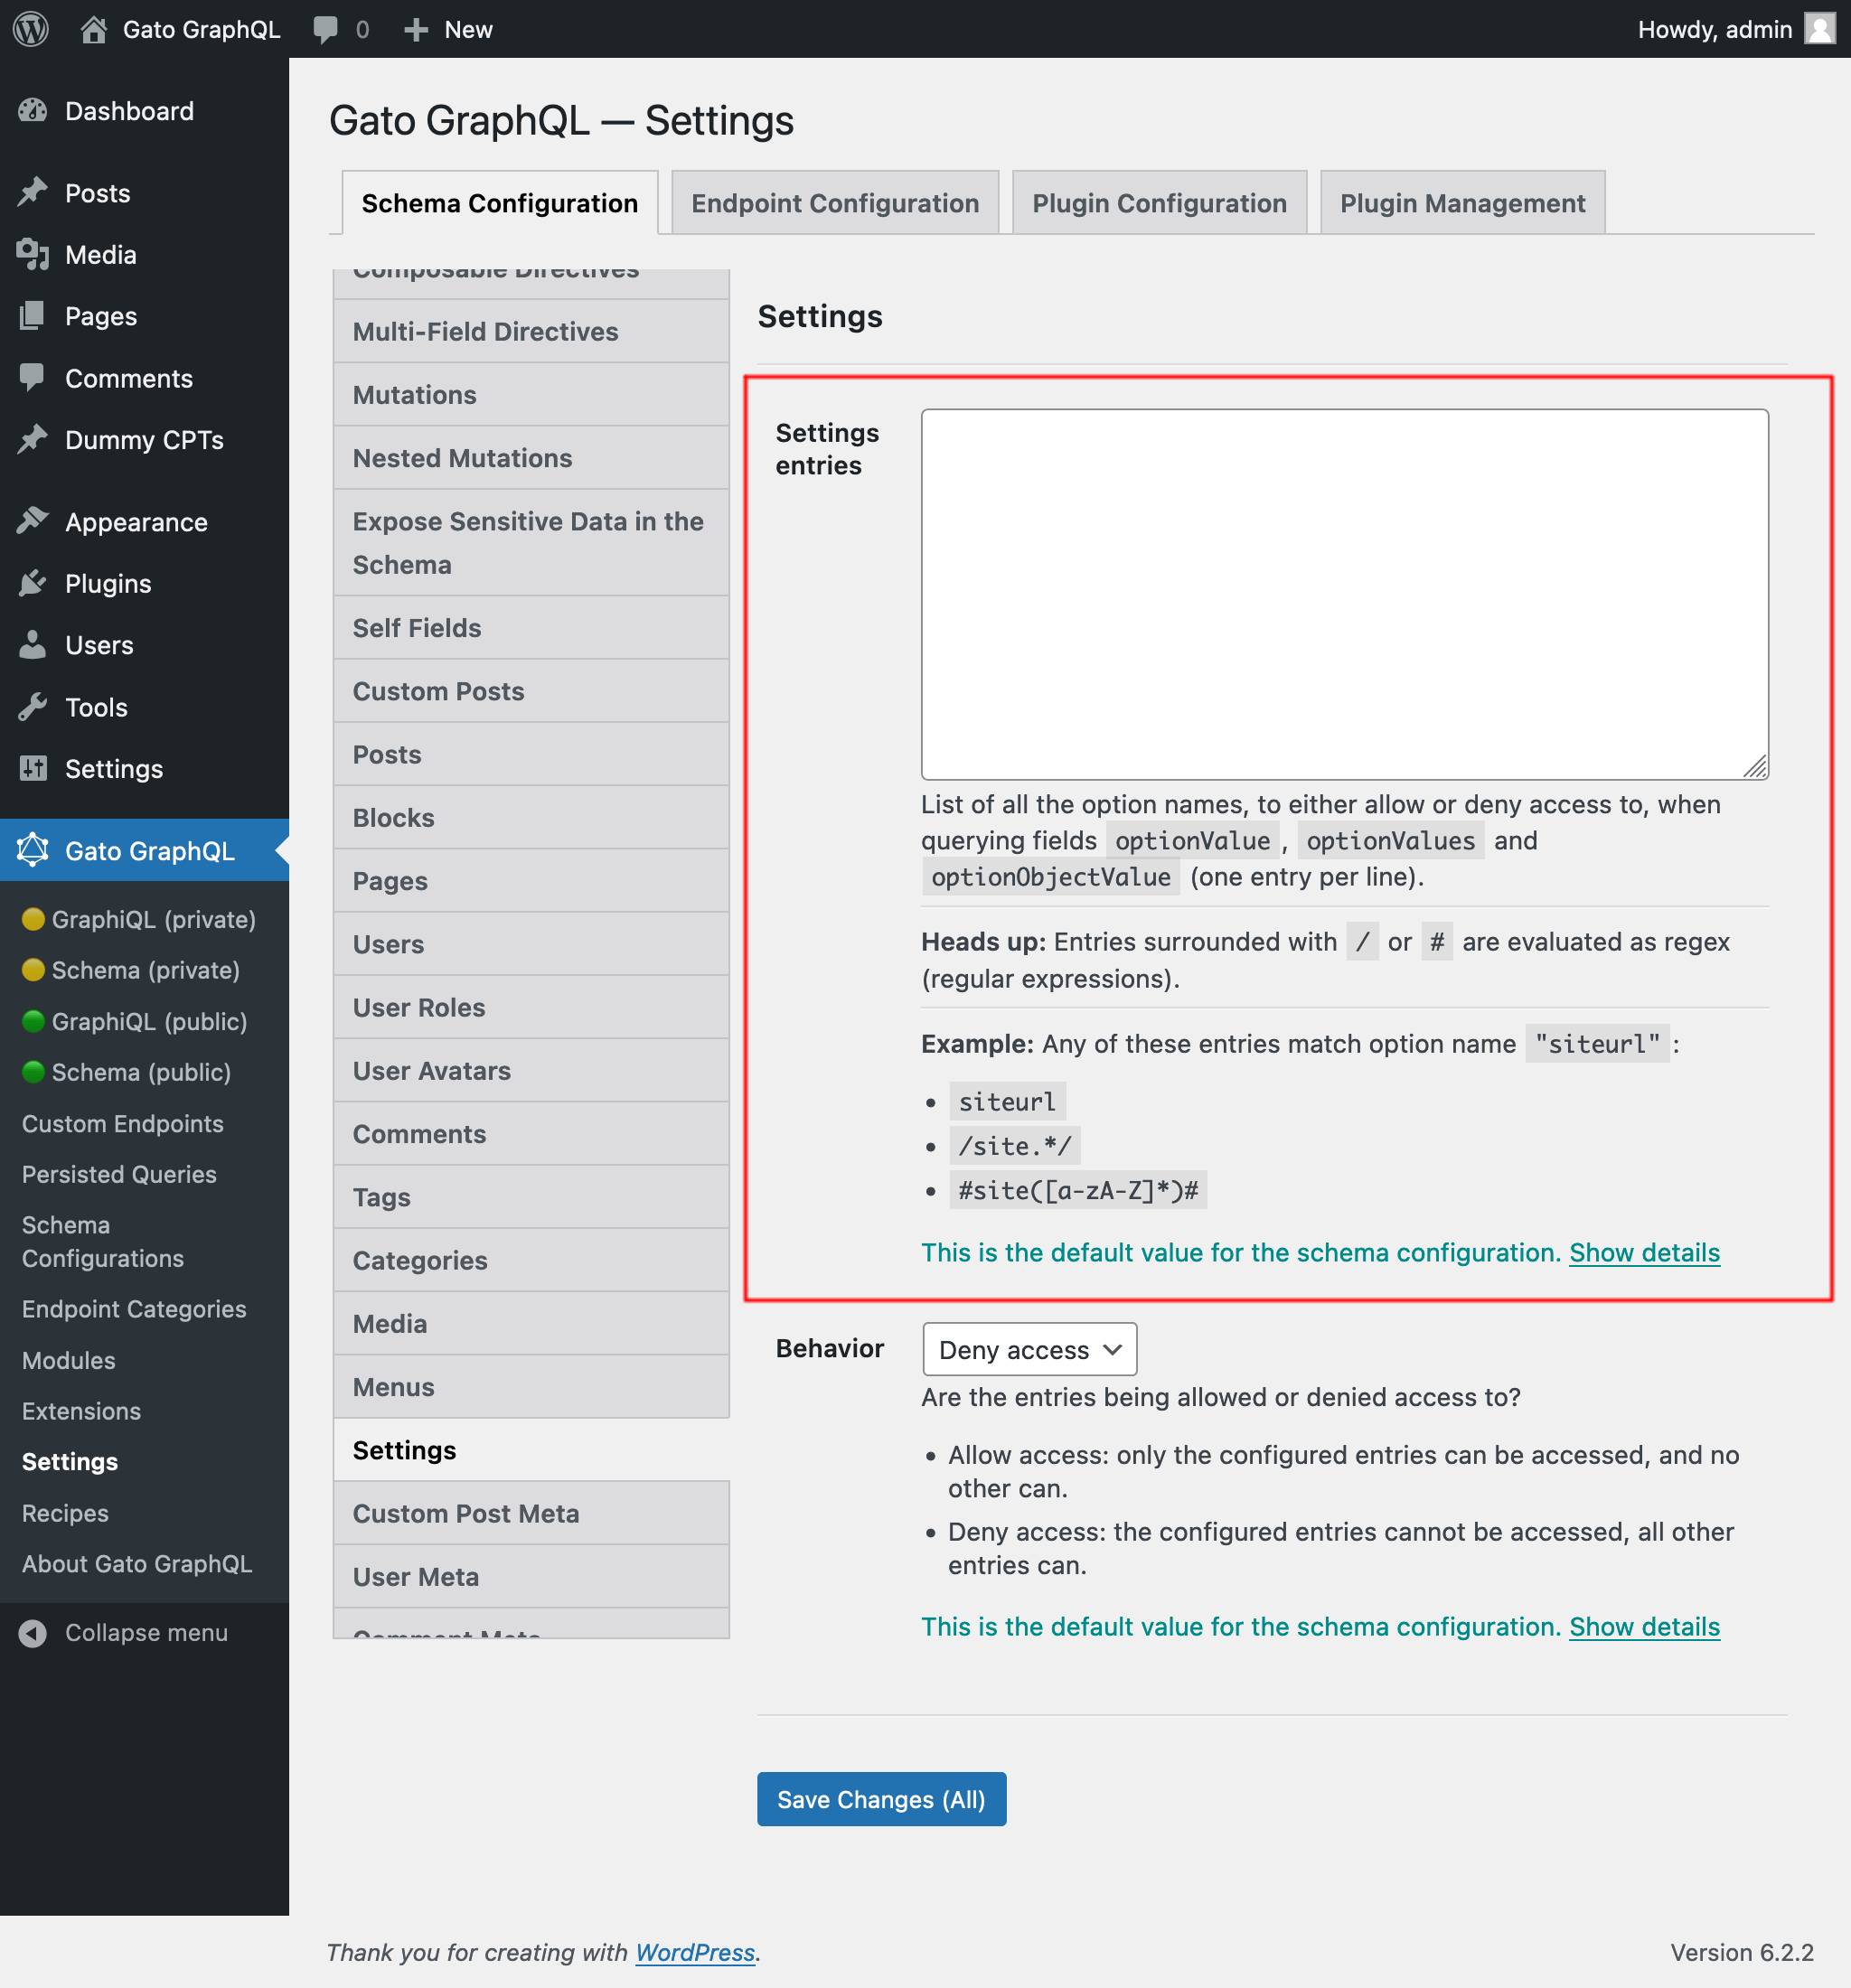 Gato GraphQL
0
New
Howdy, admin
Dashboard
Posts
Media
Pages
Comments
Dummy CPTs
Appearance
Plugins
Users
Tools
Settings
Gato GraphQL
GraphiQL (private)
Schema (private)
GraphiQL (public)
Schema (public)
Custom Endpoints
Persisted Queries
Schema
Configurations
Endpoint Categories
Modules
Extensions
Settings
Recipes
About Gato GraphQL
Collapse menu
Gato GraphQL — Settings
Schema Configuration
Endpoint Configuration
Plugin Configuration
Plugin Management
Composable Directives
Multi-Field Directives
Mutations
Nested Mutations
Expose Sensitive Data in the
Schema
Self Fields
Custom Posts
Posts
Blocks
Pages
Users
User Roles
User Avatars
Comments
Tags
Categories
Media
Menus
Settings
Custom Post Meta
User Meta
Comment Meta
Settings
Settings
entries
List of all the option names, to either allow or deny access to, when
querying fields optionValue , optionValues and
optionObjectValue (one entry per line).
Heads up: Entries surrounded with / or # are evaluated as regex
(regular expressions).
Example: Any of these entries match option name "siteurl" :
• siteurl
• /site.*/
• #site([a-zA-Z]*)#
This is the default value for the schema configuration. Show details
Behavior
Deny access
Are the entries being allowed or denied access to?
• Allow access: only the configured entries can be accessed, and no
other can.
• Deny access: the configured entries cannot be accessed, all other
entries can.
This is the default value for the schema configuration. Show details
Save Changes (All)
Thank you for creating with WordPress.
Version 6.2.2